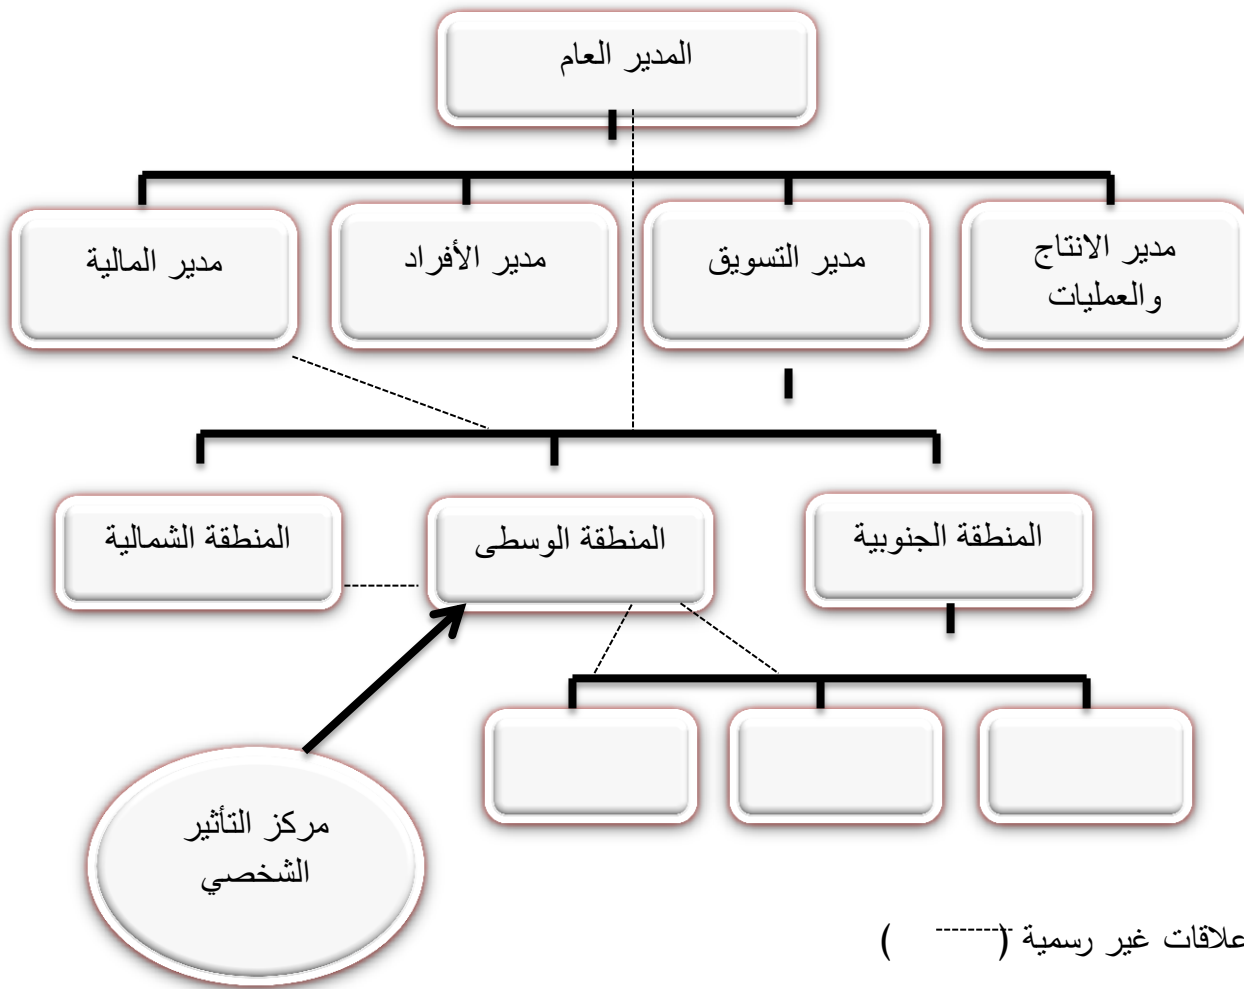 المدير العام
مدير الانتاج
والعمليات
مدير التسويق
مدير الأفراد
مدير المالية
المنطقة الجنوبية
المنطقة الوسطى
المنطقة الشمالية
مركز التأثير
الشخصي
علاقات غير رسمية ( )